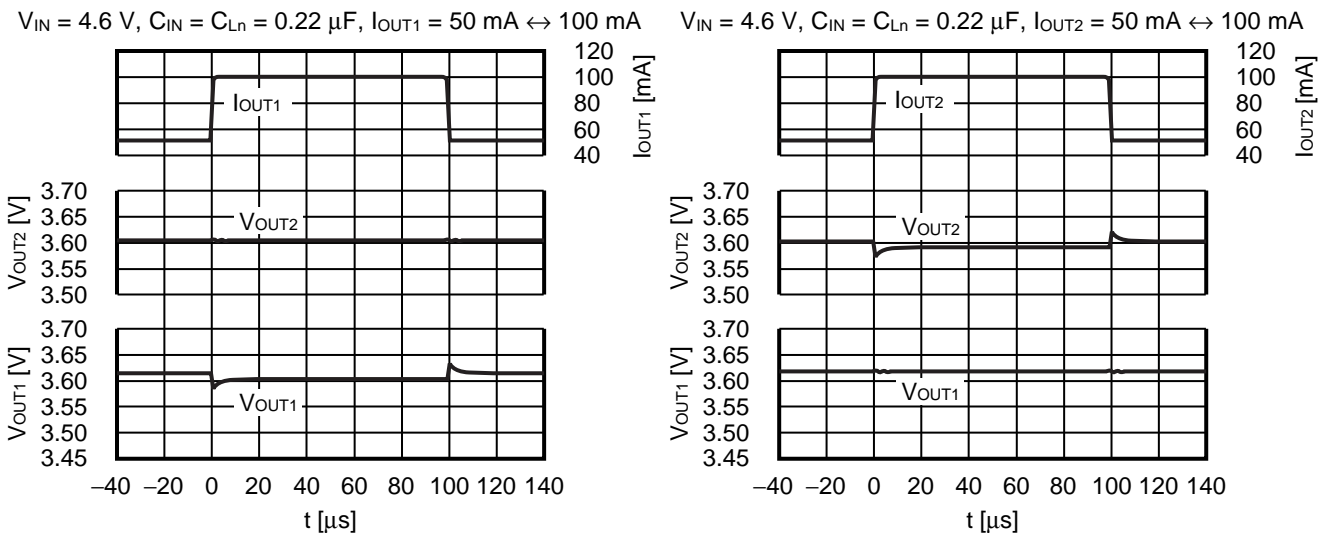 VIN = 4.6 V, CIN = CLn = 0.22 μF, IOUT1 = 50 mA ↔ 100 mA
120
100
80
60
40
IOUT1 [mA]
IOUT1
3.70
3.65
3.60
3.55
3.50
VOUT2 [V]
VOUT2
3.70
3.65
3.60
3.55
3.50
3.45
VOUT1 [V]
VOUT1
−40 −20 0 20 40 60 80 100 120 140
t [μs]
VIN = 4.6 V, CIN = CLn = 0.22 μF, IOUT2 = 50 mA ↔ 100 mA
120
100
80
60
40
IOUT2 [mA]
IOUT2
3.70
3.65
3.60
3.55
3.50
VOUT2 [V]
VOUT2
3.70
3.65
3.60
3.55
3.50
3.45
VOUT1 [V]
VOUT1
−40 −20 0 20 40 60 80 100 120 140
t [μs]